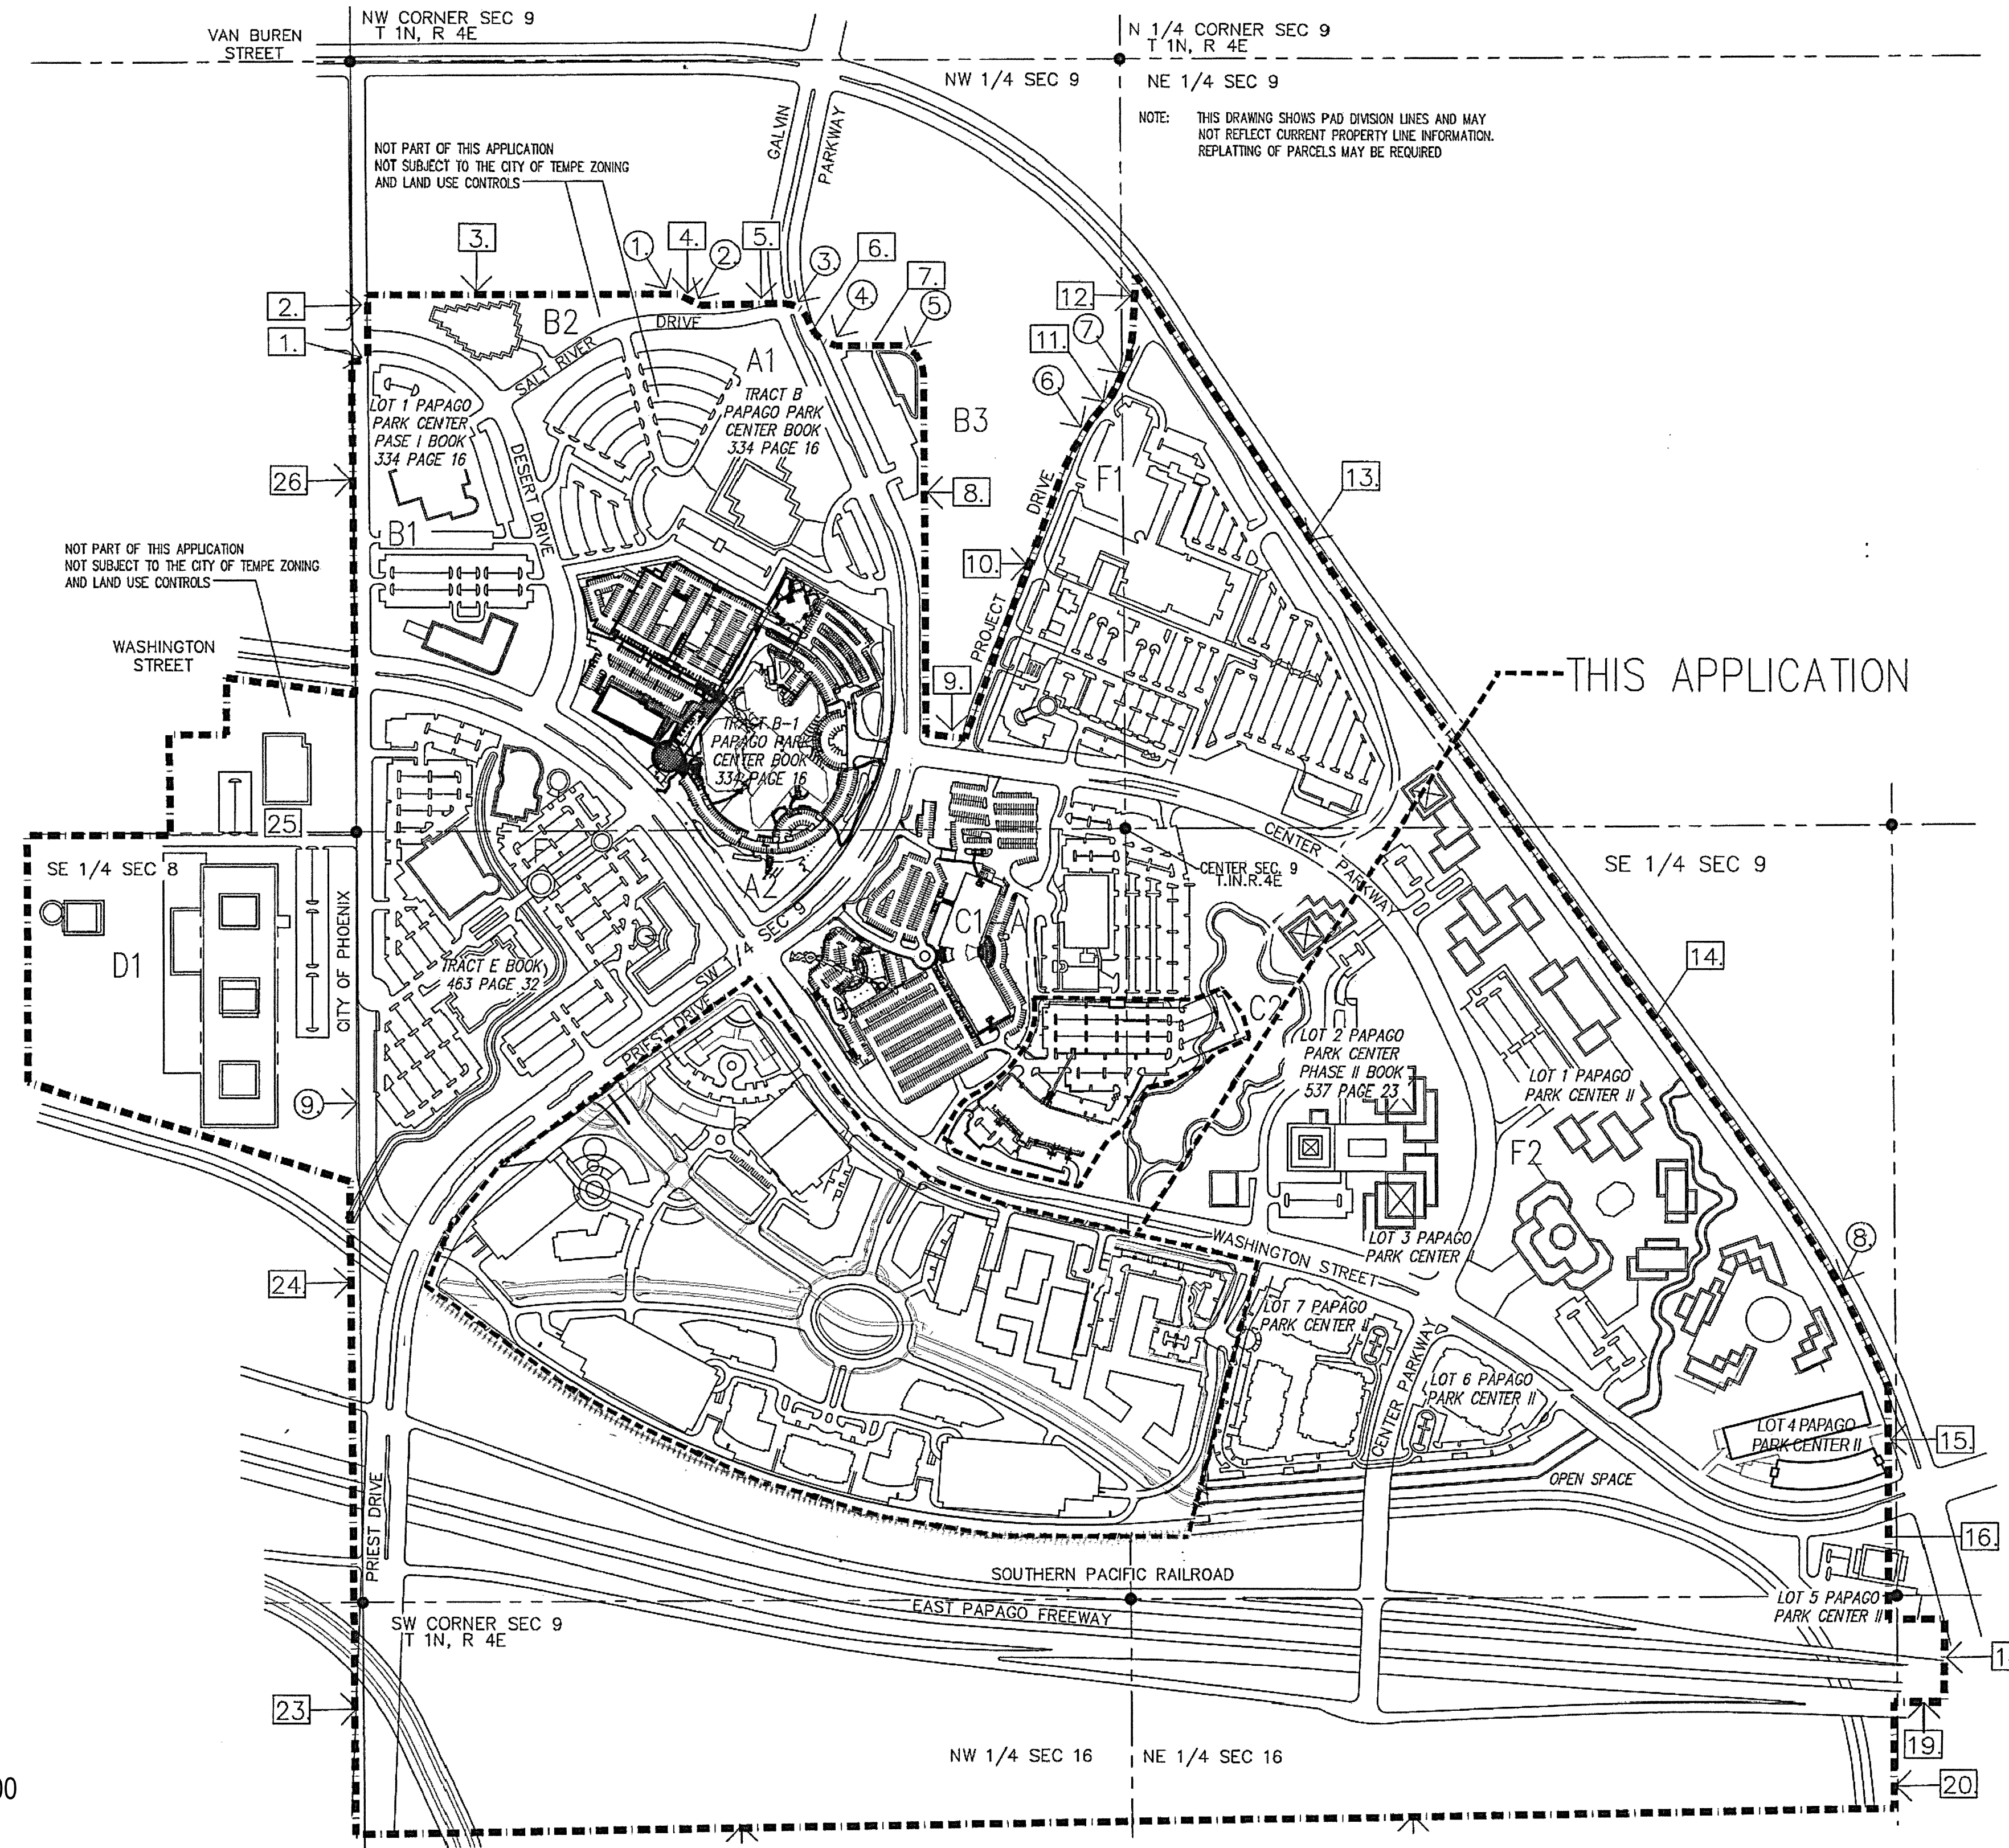 NW CORNER SEC 9
T 1N, R 4E
VAN BUREN
STREET
N 1/4 CORNER SEC 9
T 1N, R 4E
NW 1/4 SEC 9
NE 1/4 SEC 9
NOTE: THIS DRAWING SHOWS PAD DIVISION LINES AND MAY
NOT REFLECT CURRENT PROPERTY LINE INFORMATION.
REPLATTING OF PARCELS MAY BE REQUIRED
GALVIN
PARKWAY
NOT PART OF THIS APPLICATION
NOT SUBJECT TO THE CITY OF TEMPE ZONING
AND LAND USE CONTROLS
3.
1.
4.
2.
5.
3.
6.
4.
7.
5.
2.
1.
12.
7.
11.
6.
B2
SALT RIVER
DRIVE
A1
TRACT B
PAPAGO PARK
CENTER BOOK
334 PAGE 16
LOT 1 PAPAGO
PARK CENTER
PASE I BOOK
334 PAGE 16
DESERT DRIVE
B3
F1
13.
26
8.
10.
B1
NOT PART OF THIS APPLICATION
NOT SUBJECT TO THE CITY OF TEMPE ZONING
AND LAND USE CONTROLS
PROJECT
DRIVE
WASHINGTON
STREET
9.
THIS APPLICATION
TRACT B-1
PAPAGO PARK
CENTER BOOK
334 PAGE 16
25.
SE 1/4 SEC 8
D1
CITY OF PHOENIX
E
A2
CENTER PARKWAY
CENTER SEC. 9
T.IN.R.4E
SE 1/4 SEC 9
C1
A
TRACT E BOOK
463 PAGE 32
SW 1/4 SEC 9
PRIEST DRIVE
14.
C2
LOT 2 PAPAGO
PARK CENTER
PHASE II BOOK
537 PAGE 23
LOT 1 PAPAGO
PARK CENTER II
9.
F2
LOT 3 PAPAGO
PARK CENTER
WASHINGTON STREET
8.
24.
LOT 7 PAPAGO
PARK CENTER II
CENTER PARKWAY
LOT 6 PAPAGO
PARK CENTER II
LOT 4 PAPAGO
PARK CENTER II
15.
OPEN SPACE
PRIEST DRIVE
16.
SOUTHERN PACIFIC RAILROAD
EAST PAPAGO FREEWAY
LOT 5 PAPAGO
PARK CENTER II
SW CORNER SEC 9
T 1N, R 4E
23.
NW 1/4 SEC 16
NE 1/4 SEC 16
19.
20.
00